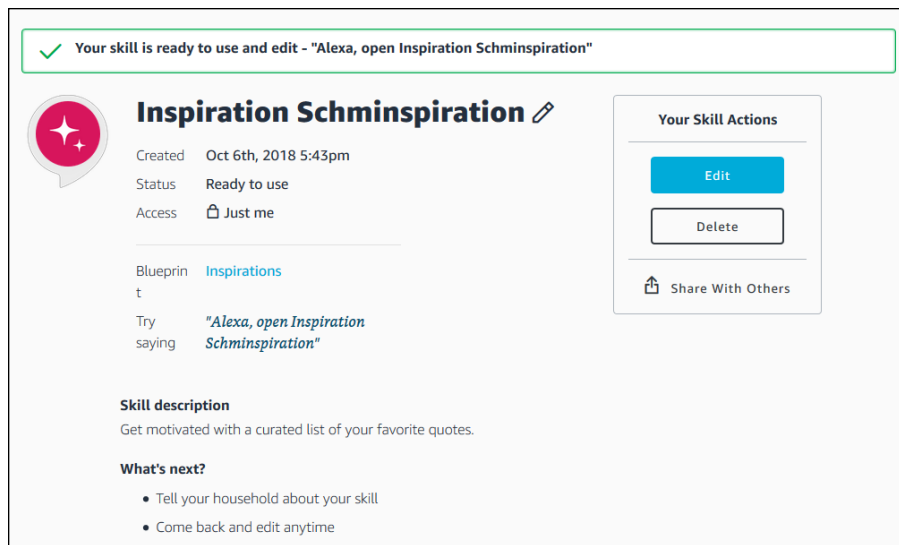 Your skill is ready to use and edit - "Alexa, open Inspiration Schminspiration"
Inspiration Schminspiration
Created Oct 6th, 2018 5:43pm
Status Ready to use
Access Just me
Blueprin Inspirations
t
Try "Alexa, open Inspiration
saying Schminspiration"
Your Skill Actions
Edit
Delete
Share With Others
Skill description
Get motivated with a curated list of your favorite quotes.
What's next?
• Tell your household about your skill
• Come back and edit anytime